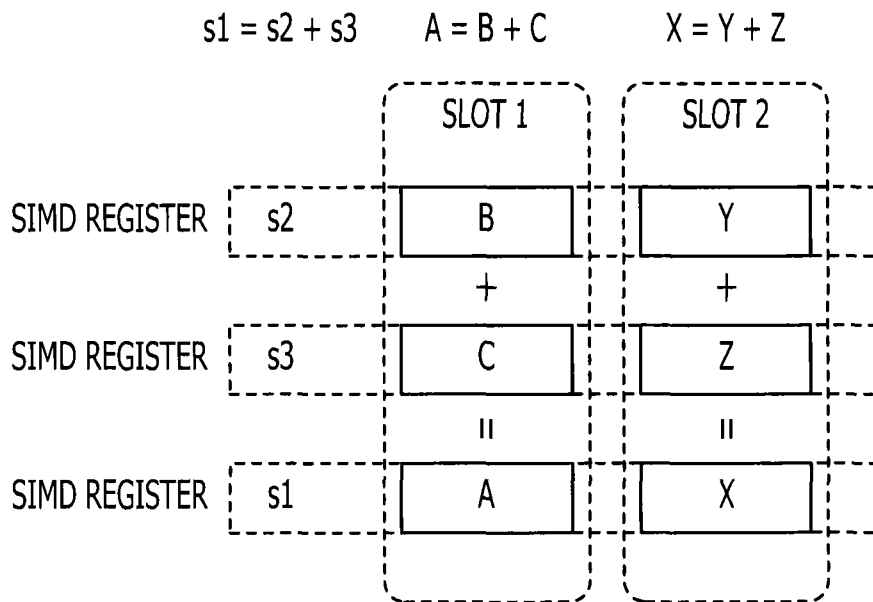 s1 = s2 + s3 A = B + C X = Y + Z
SLOT 1 SLOT 2
SIMD REGISTER s2 B Y
+ +
SIMD REGISTER s3 C Z
= =
SIMD REGISTER s1 A X